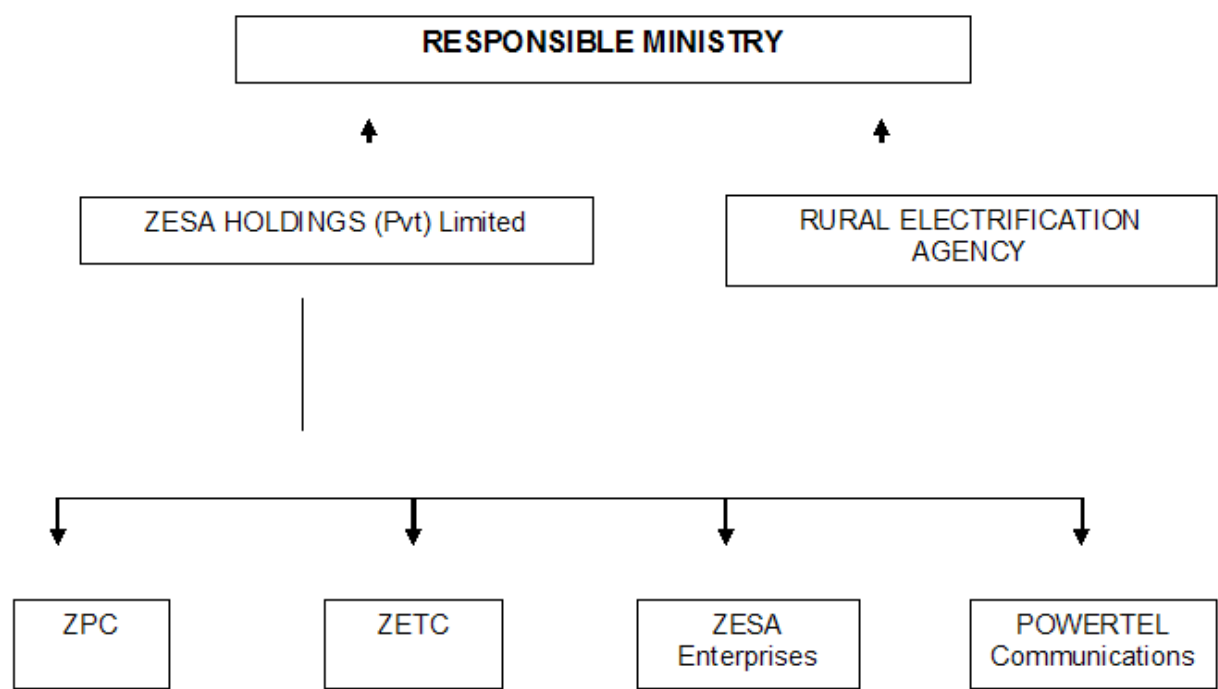 RESPONSIBLE MINISTRY
ZESA HOLDINGS (Pvt) Limited
RURAL ELECTRIFICATION
AGENCY
ZPC
ZETC
ZESA
Enterprises
POWERTEL
Communications